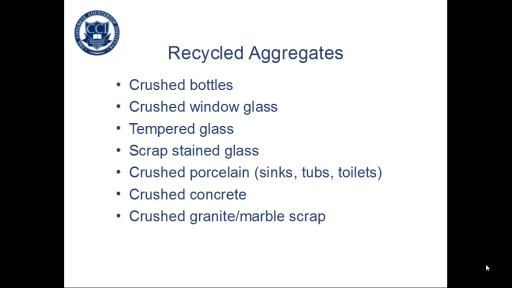 CCI
Recycled Aggregates
• Crushed bottles
• Crushed window glass
• Tempered glass
• Scrap stained glass
• Crushed porcelain (sinks, tubs, toilets)
• Crushed concrete
• Crushed granite/marble scrap